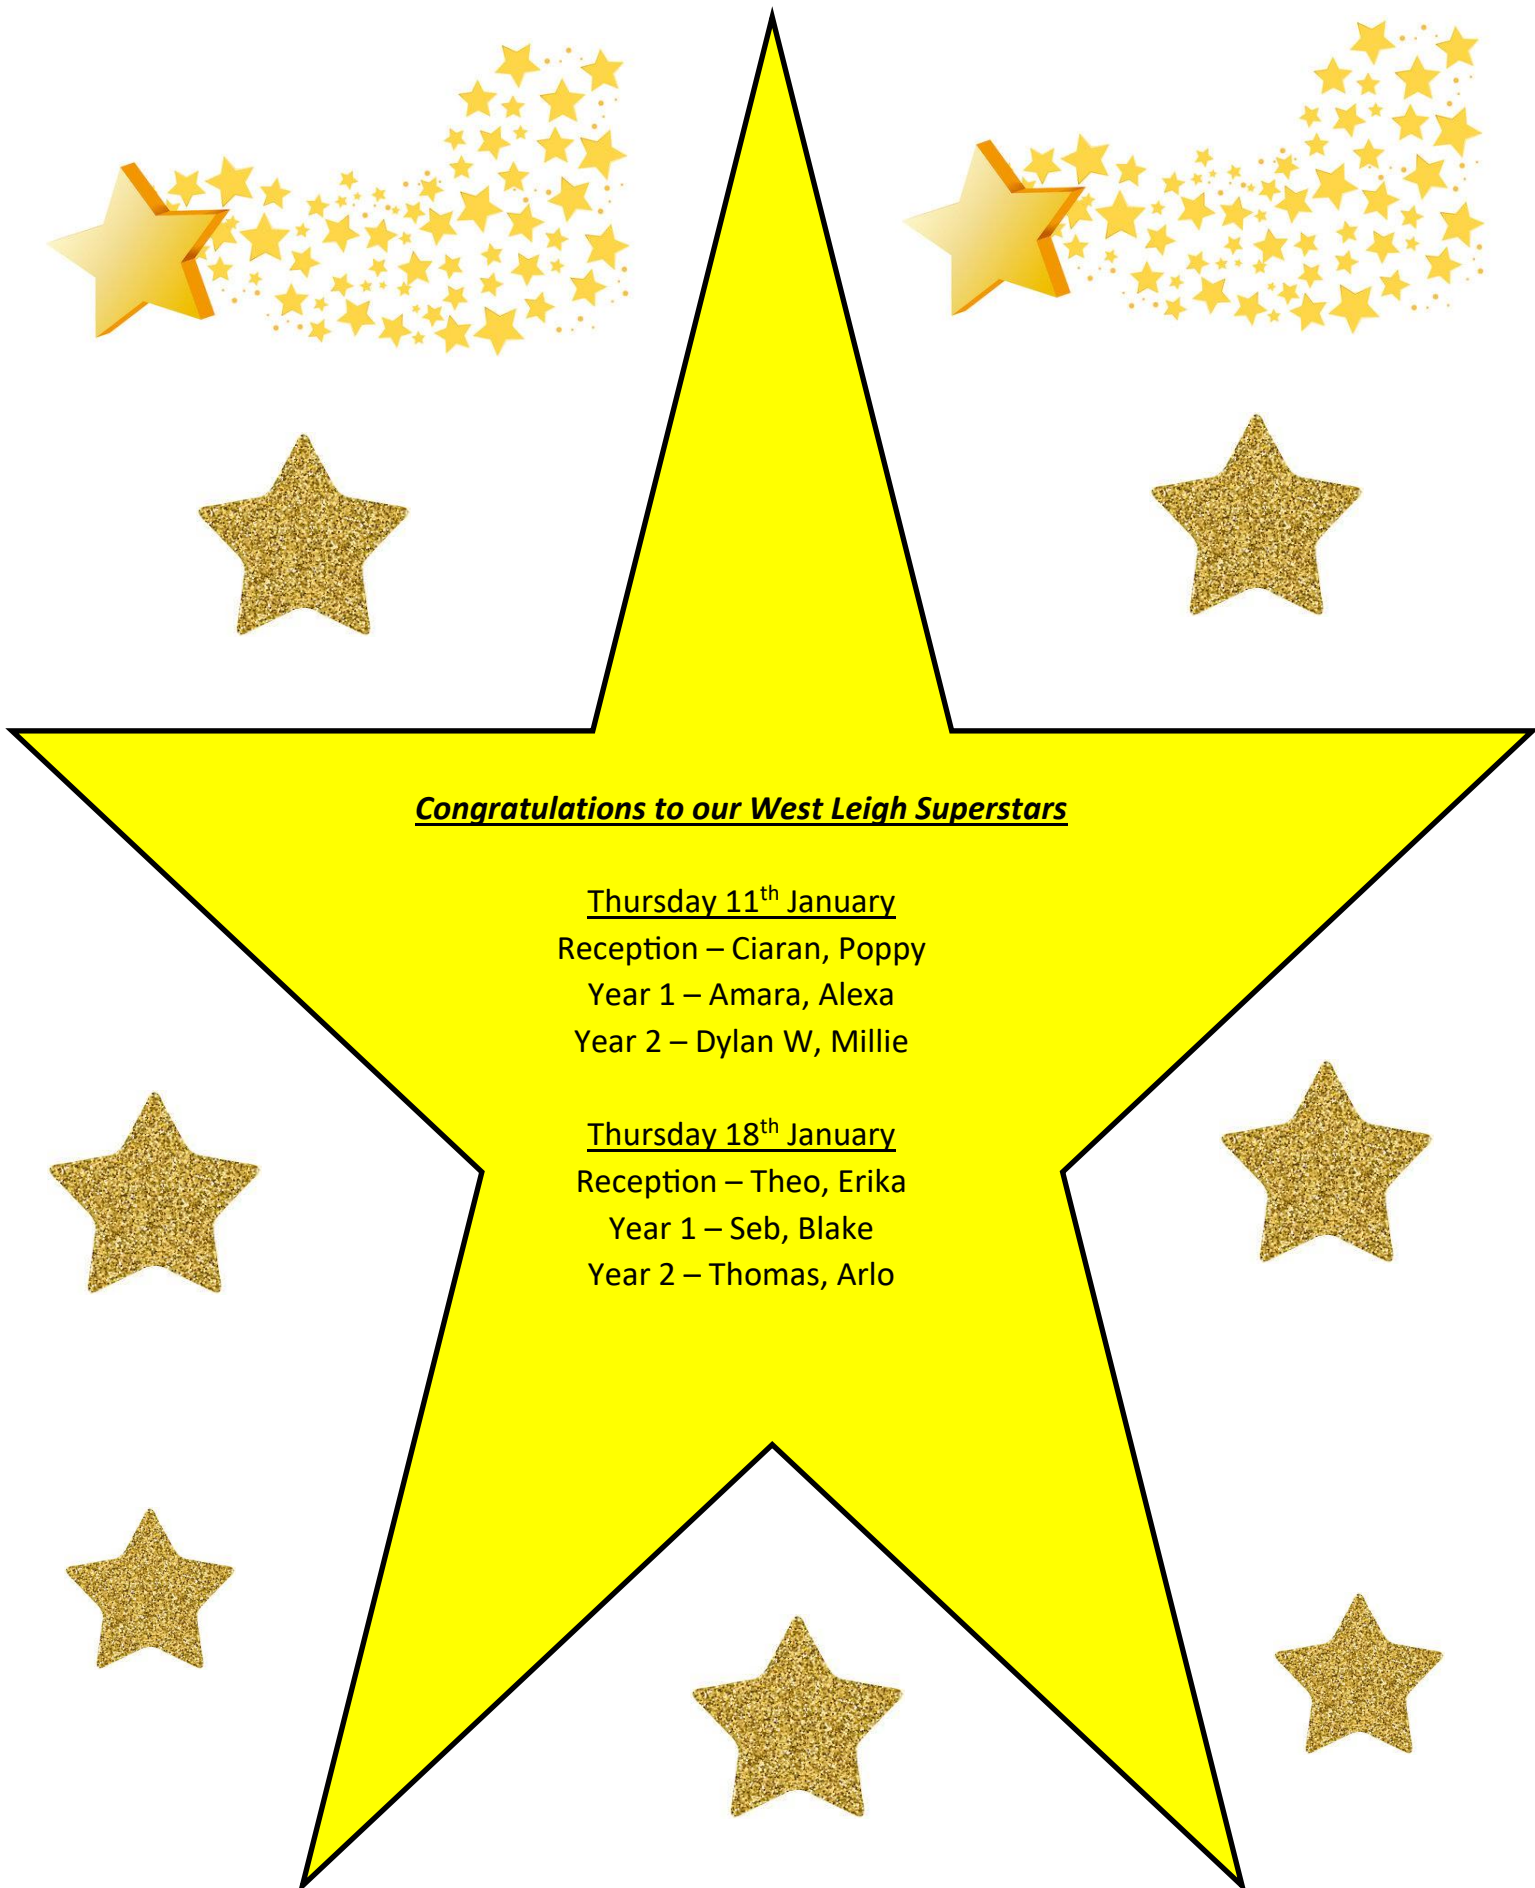 Congratulations to our West Leigh Superstars
Thursday 11th January
Reception – Ciaran, Poppy
Year 1 – Amara, Alexa
Year 2 – Dylan W, Millie
Thursday 18th January
Reception – Theo, Erika
Year 1 – Seb, Blake
Year 2 – Thomas, Arlo